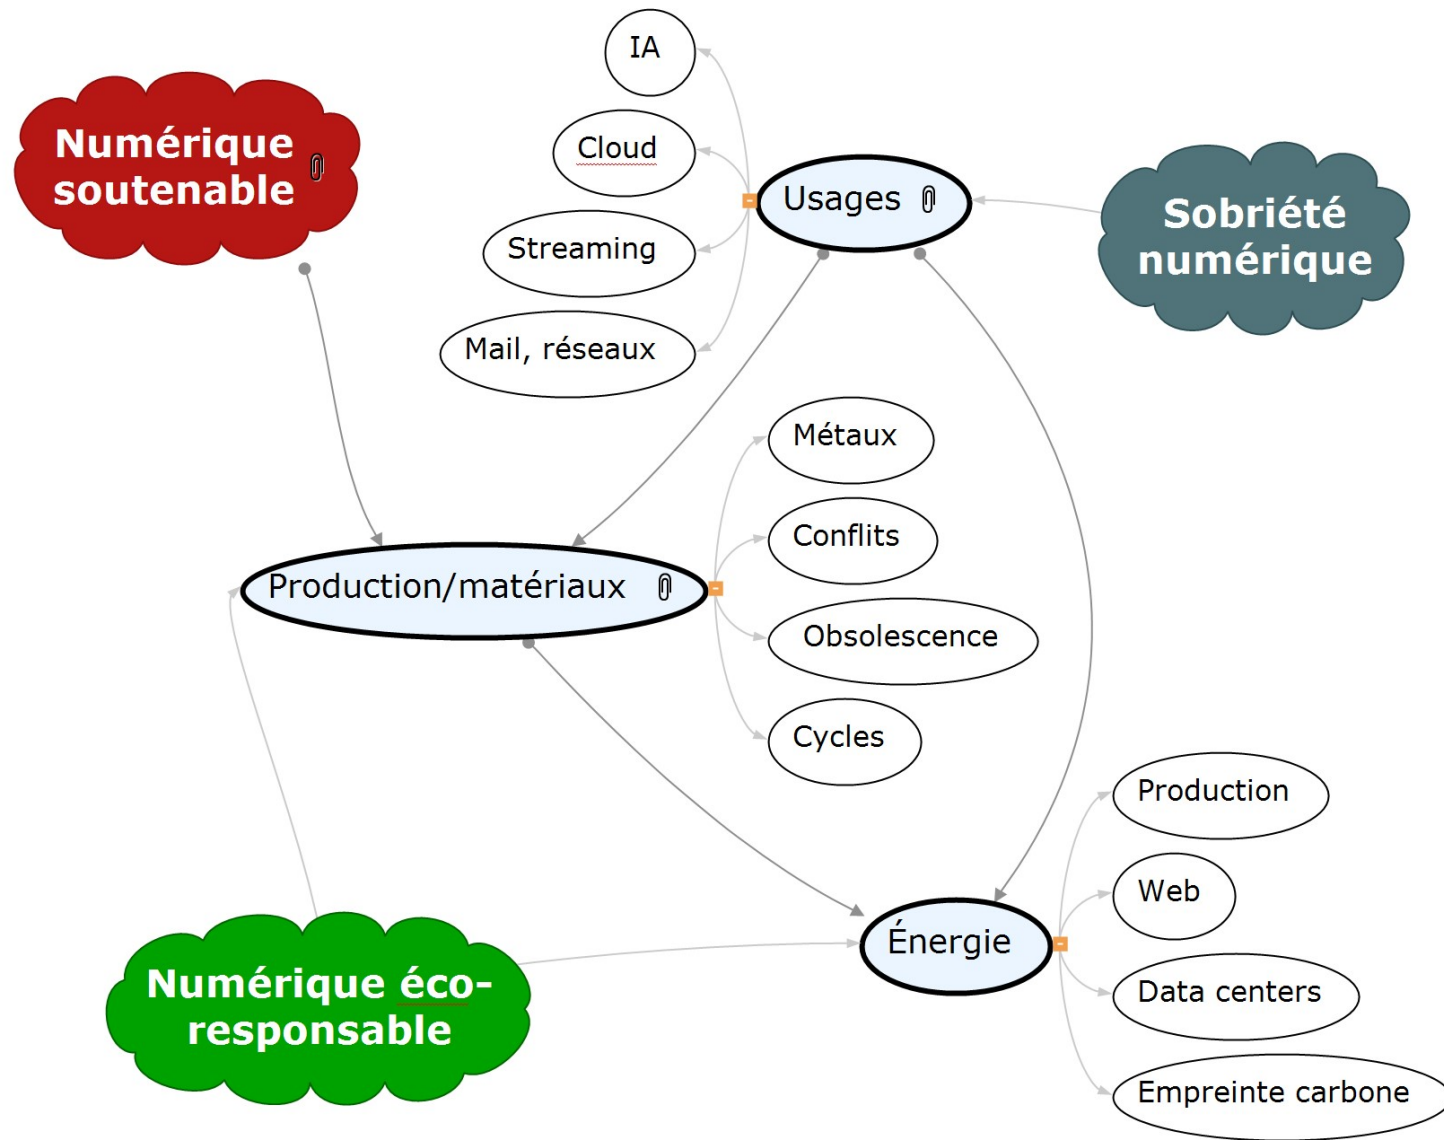 IA
Cloud
Streaming
Mail, réseaux
Numérique
soutenable
Usages
Sobriété
numérique
Métaux
Conflits
Obsolescence
Cycles
Production/matériaux
Production
Web
Data centers
Empreinte carbone
Énergie
Numérique éco-
responsable